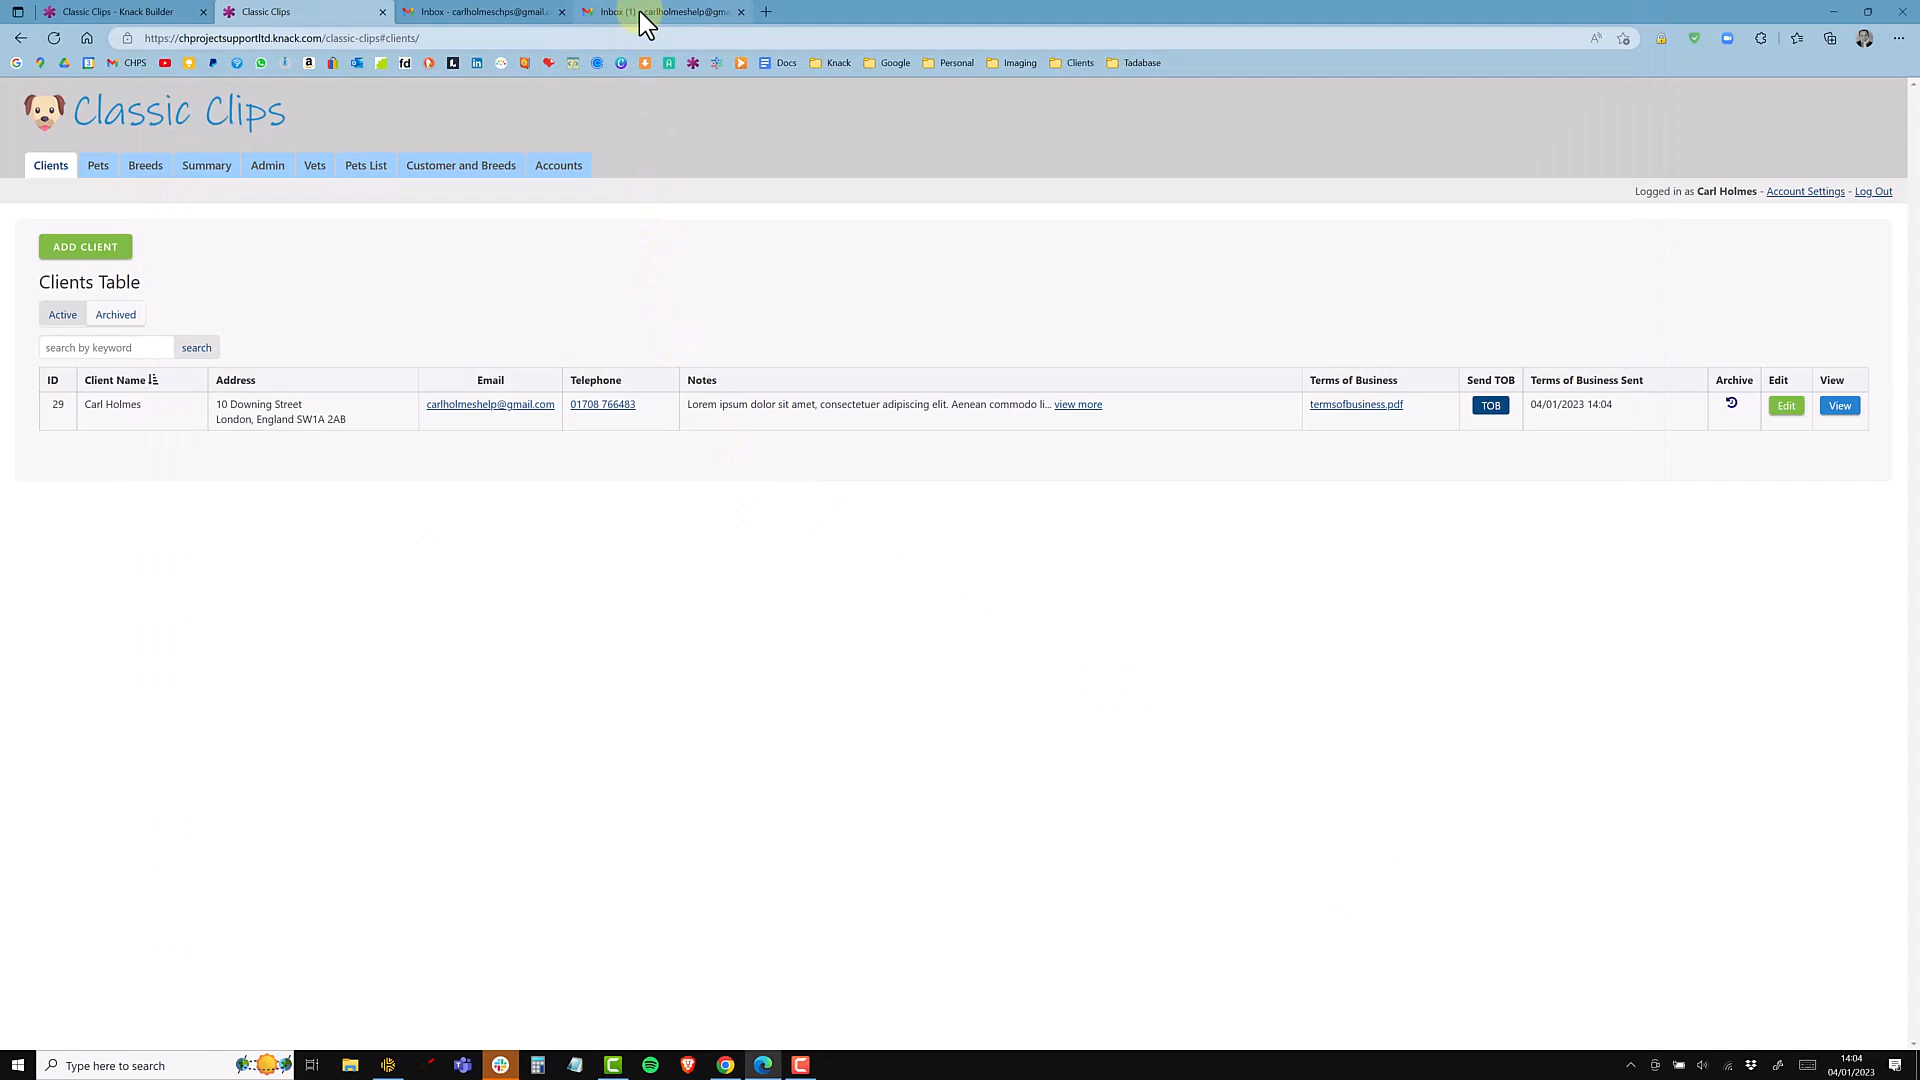 Classic Clips - Knack Builder
Classic Clips
Inbox - carlholmeschps@gmail.
Inbox (1) - carlholmeshelp@gma
https://chprojectsupportltd.knack.com/classic-clips#clients/
CHPS
Docs
Knack
Google
Personal
Imaging
Clients
Tadabase
Classic Clips
Clients
Pets
Breeds
Summary
Admin
Vets
Pets List
Customer and Breeds
Accounts
Logged in as Carl Holmes - Account Settings - Log Out
ADD CLIENT
Clients Table
Active
Archived
search by keyword
search
ID
Client Name
Address
Email
Telephone
Notes
Terms of Business
Send TOB
Terms of Business Sent
Archive
Edit
View
29
Carl Holmes
10 Downing Street
London, England SW1A 2AB
carlholmeshelp@gmail.com
01708 766483
Lorem ipsum dolor sit amet, consectetuer adipiscing elit. Aenean commodo li... view more
termsofbusiness.pdf
TOB
04/01/2023 14:04
Edit
View
Type here to search
14:04
04/01/2023